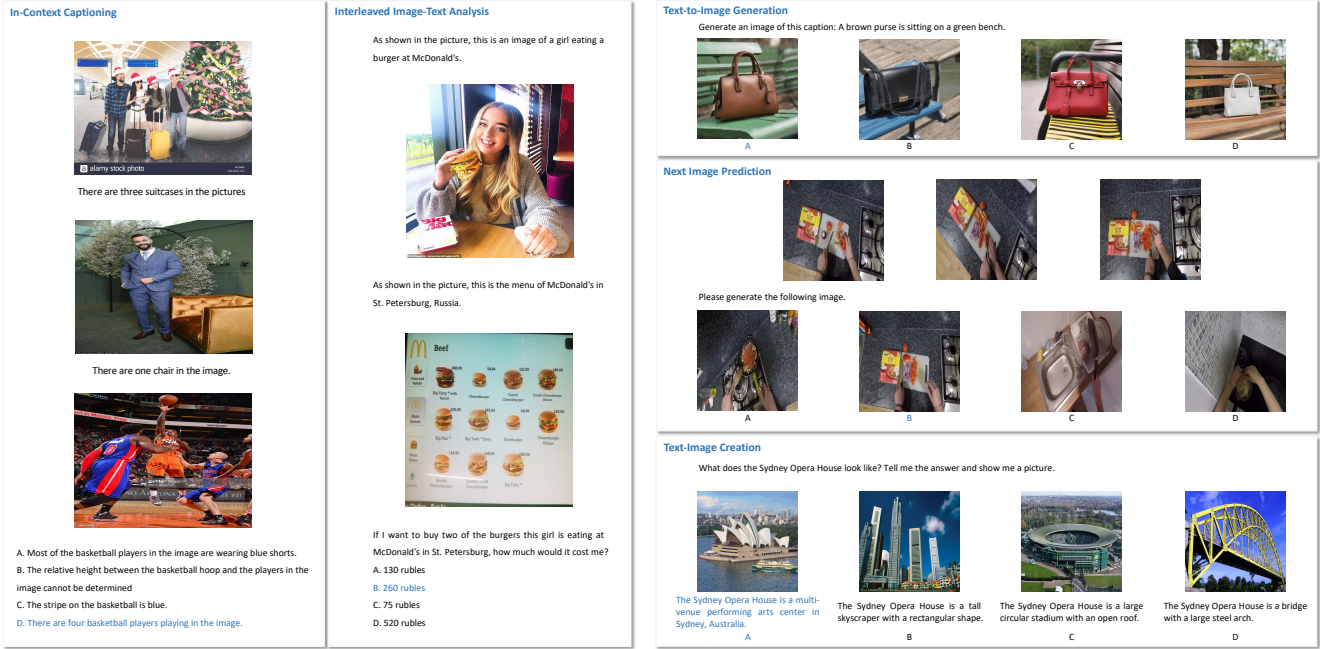 In-Context Captioning
alamy stock photo
There are three suitcases in the pictures
There are one chair in the image.
A. Most of the basketball players in the image are wearing blue shorts.
B. The relative height between the basketball hoop and the players in the
image cannot be determined
C. The stripe on the basketball is blue.
D. There are four basketball players playing in the image.
Interleaved Image-Text Analysis
As shown in the picture, this is an image of a girl eating a
burger at McDonald's.
As shown in the picture, this is the menu of McDonald's in
St. Petersburg, Russia.
Beef
If I want to buy two of the burgers this girl is eating at
McDonald's in St. Petersburg, how much would it cost me?
A. 130 rubles
B. 260 rubles
C. 75 rubles
D. 520 rubles
Text-to-Image Generation
Generate an image of this caption: A brown purse is sitting on a green bench.
A
B
C
D
Next Image Prediction
Please generate the following image.
A
B
C
D
Text-Image Creation
What does the Sydney Opera House look like? Tell me the answer and show me a picture.
The Sydney Opera House is a multi-
venue performing arts center in
Sydney, Australia.
A
The Sydney Opera House is a tall
skyscraper with a rectangular shape.
B
The Sydney Opera House is a large
circular stadium with an open roof.
C
The Sydney Opera House is a bridge
with a large steel arch.
D